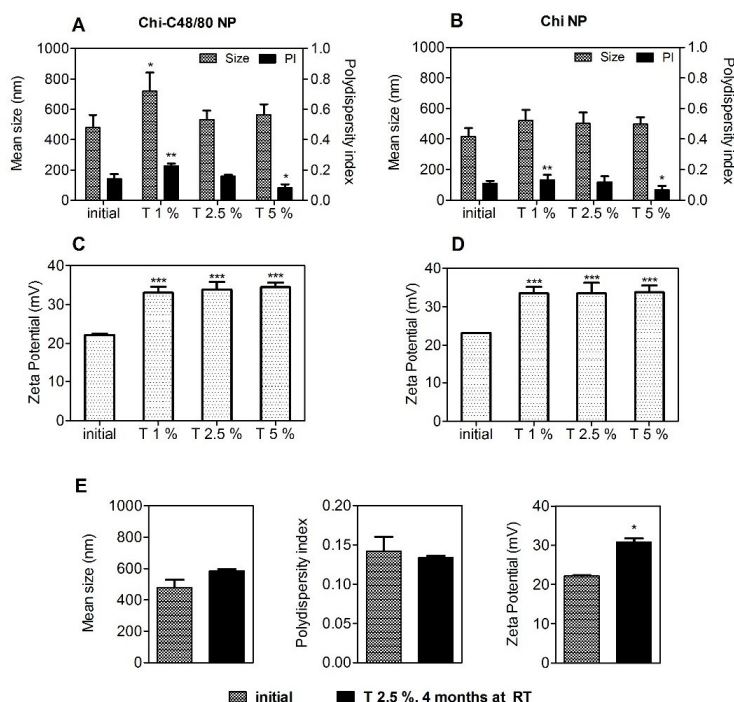 A Chi-C48/80 NP
Size PI
Mean size (nm)
1000
800
600
400
200
0
1.0
0.8
0.6
0.4
0.2
0.0
Polydispersity index
*
**
*
initial T 1 % T 2.5 % T 5 %
B Chi NP
Size PI
Mean size (nm)
1000
800
600
400
200
0
1.0
0.8
0.6
0.4
0.2
0.0
Polydispersity index
**
*
initial T 1 % T 2.5 % T 5 %
C
Zeta Potential (mV)
40
30
20
10
0
*** *** ***
initial T 1 % T 2.5 % T 5 %
D
Zeta Potential (mV)
40
30
20
10
0
*** *** ***
initial T 1 % T 2.5 % T 5 %
E
Mean size (nm)
1000
800
600
400
200
0
Polydispersity index
0.20
0.15
0.10
0.05
0.00
Zeta Potential (mV)
40
30
20
10
0
*
initial T 2.5 %, 4 months at RT